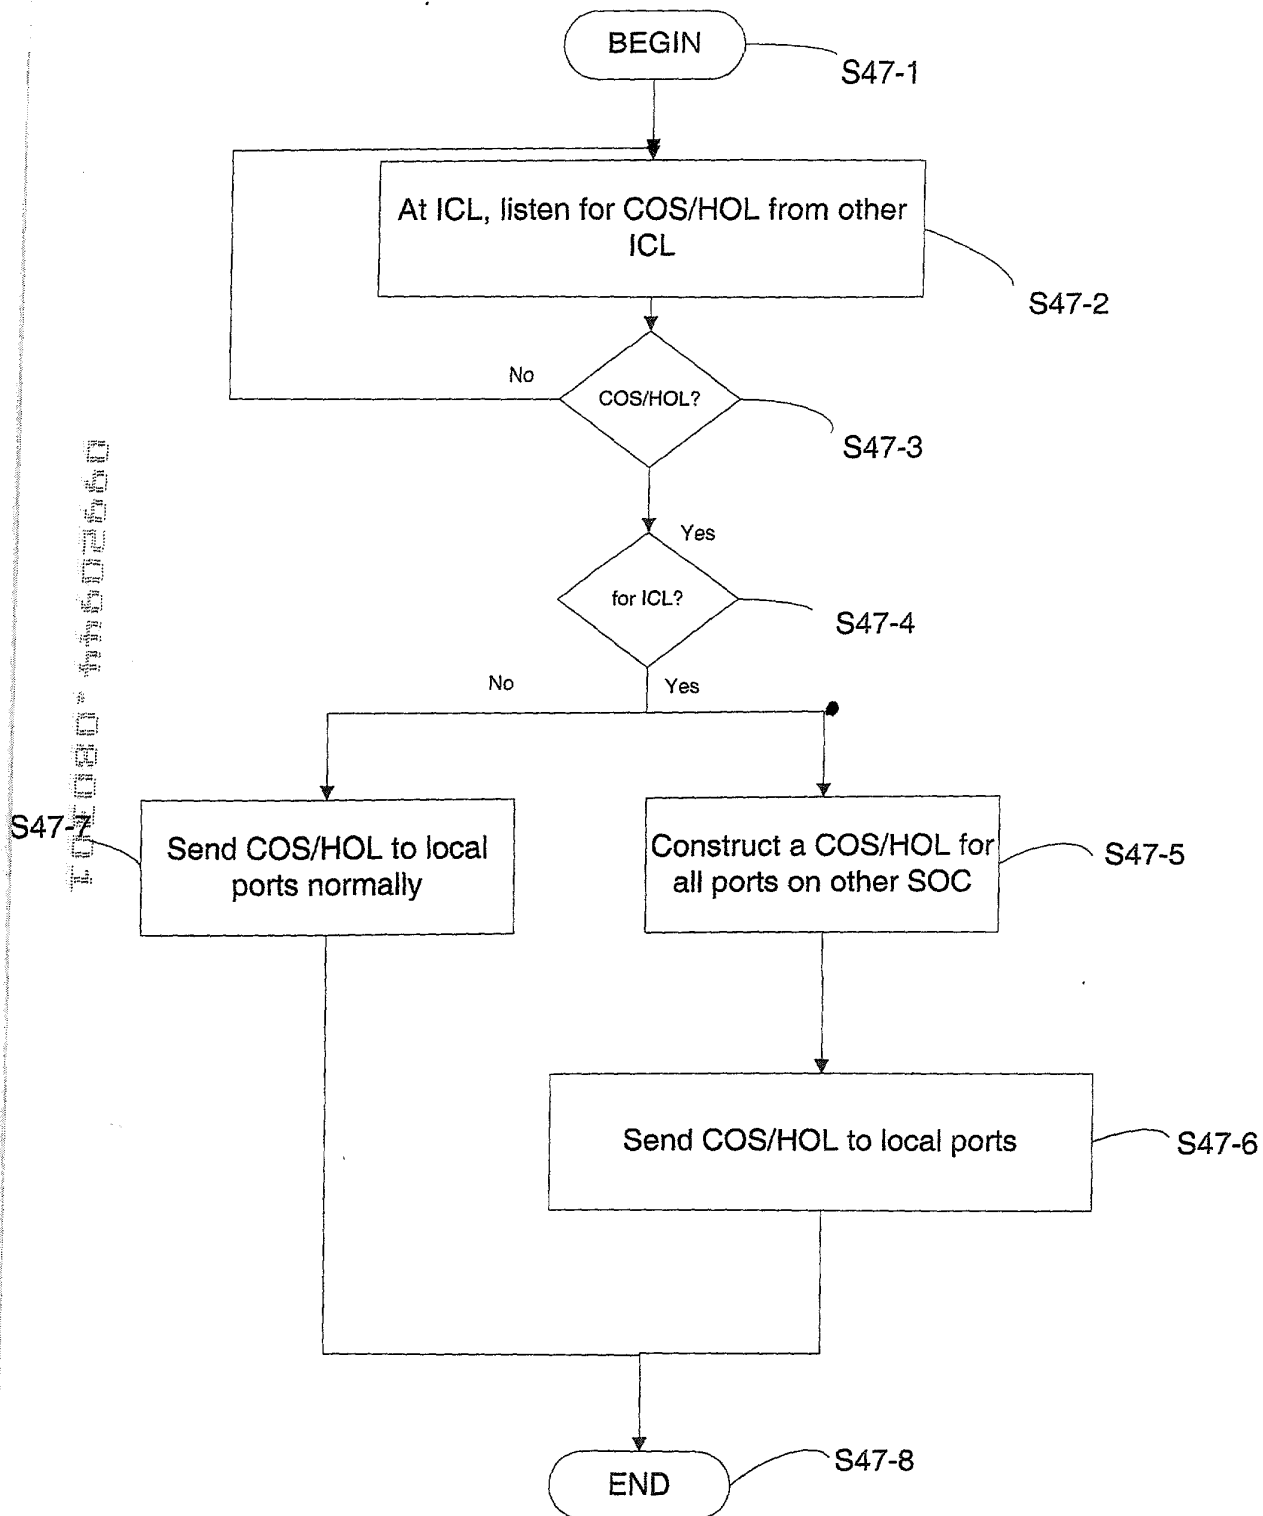 BEGIN
S47-1
At ICL, listen for COS/HOL from other
ICL
S47-2
No
COS/HOL?
S47-3
Yes
for ICL?
S47-4
No
Yes
S47-7
Send COS/HOL to local
ports normally
Construct a COS/HOL for
all ports on other SOC
S47-5
Send COS/HOL to local ports
S47-6
END
S47-8